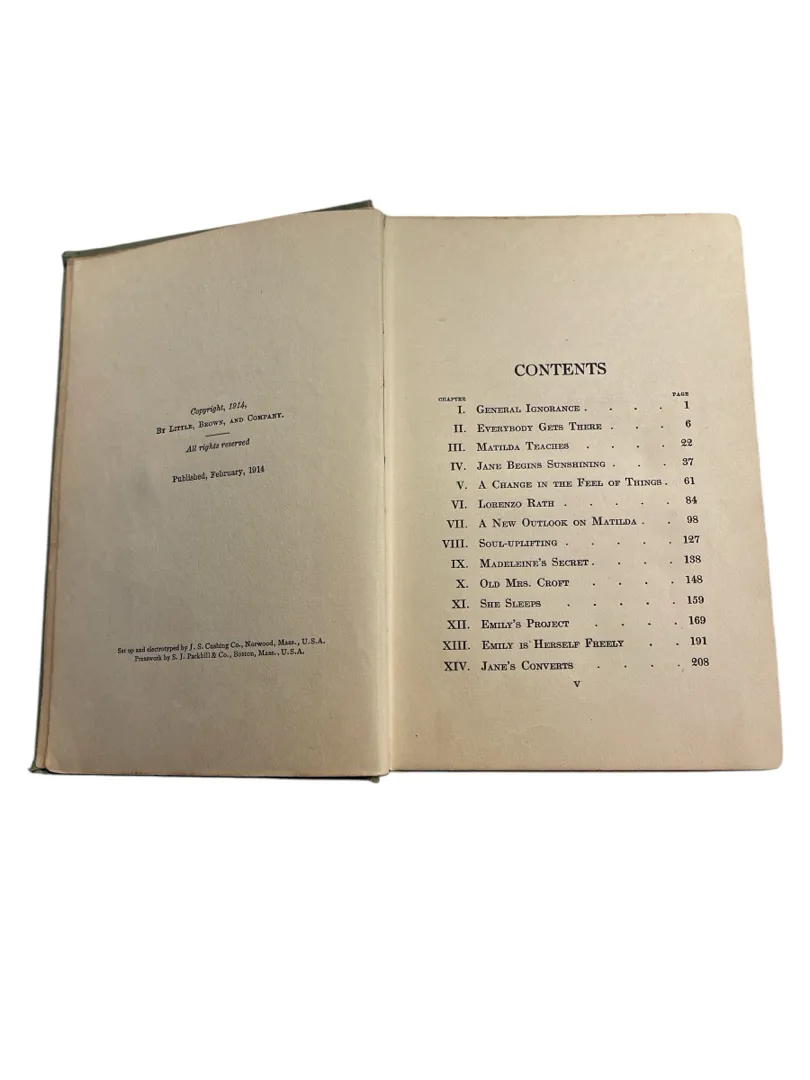 Copyright, 1914,
By Little, Brown, and Company.
All rights reserved
Published, February, 1914
Set up and electrotyped by J. S. Cushing Co., Norwood, Mass., U.S.A.
Presswork by S. J. Parkhill & Co., Boston, Mass., U.S.A.
CONTENTS
CHAPTER PAGE
I. General Ignorance . . . . 1
II. Everybody Gets There . . . 6
III. Matilda Teaches . . . . 22
IV. Jane Begins Sunshining . . . 37
V. A Change in the Feel of Things . 61
VI. Lorenzo Rath . . . . . 84
VII. A New Outlook on Matilda . . 98
VIII. Soul-uplifting . . . . . 127
IX. Madeleine's Secret . . . . 138
X. Old Mrs. Croft . . . . 148
XI. She Sleeps . . . . . 159
XII. Emily's Project . . . . 169
XIII. Emily is Herself Freely . . 191
XIV. Jane's Converts . . . . 208
v